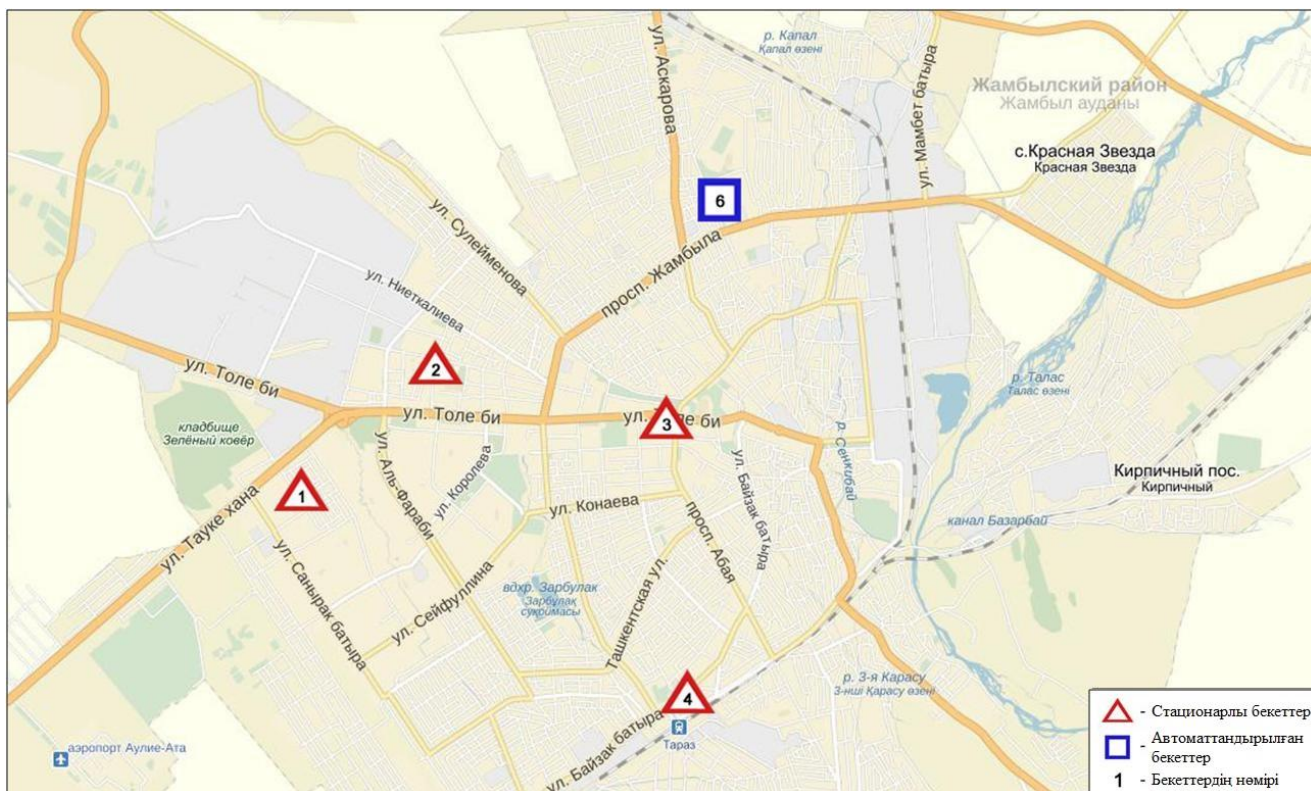 р. Капал
Қапал өзені
ул. Аскарова
ул. Мамбет батыра
Жамбылский район
Жамбыл ауданы
с.Красная Звезда
Красная Звезда
6
ул. Сулейменова
просп. Жамбыла
ул. Ниеткалиева
2
ул. Толе би
ул. Толе би
ул. Толе би
3
р. Талас
Талас өзені
кладбище
Зелёный ковёр
ул. Аль-Фараби
ул. Королева
ул. Байзак батыра
р. Сенкибай
Кирпичный пос.
Кирпичный
1
ул. Тауке хана
ул. Конаева
просп. Абая
канал Базарбай
ул. Санырак батыра
ул. Сейфуллина
вдхр. Зарбулак
Зарбұлақ
суқоймасы
Ташкентская ул.
4
р. 3-я Карасу
3-нші Қарасу өзені
ул. Байзак батыра
Тараз
аэропорт Аулие-Ата
- Стационарлы бекеттер
- Автоматтандырылған
бекеттер
1 - Бекеттердің нөмірі